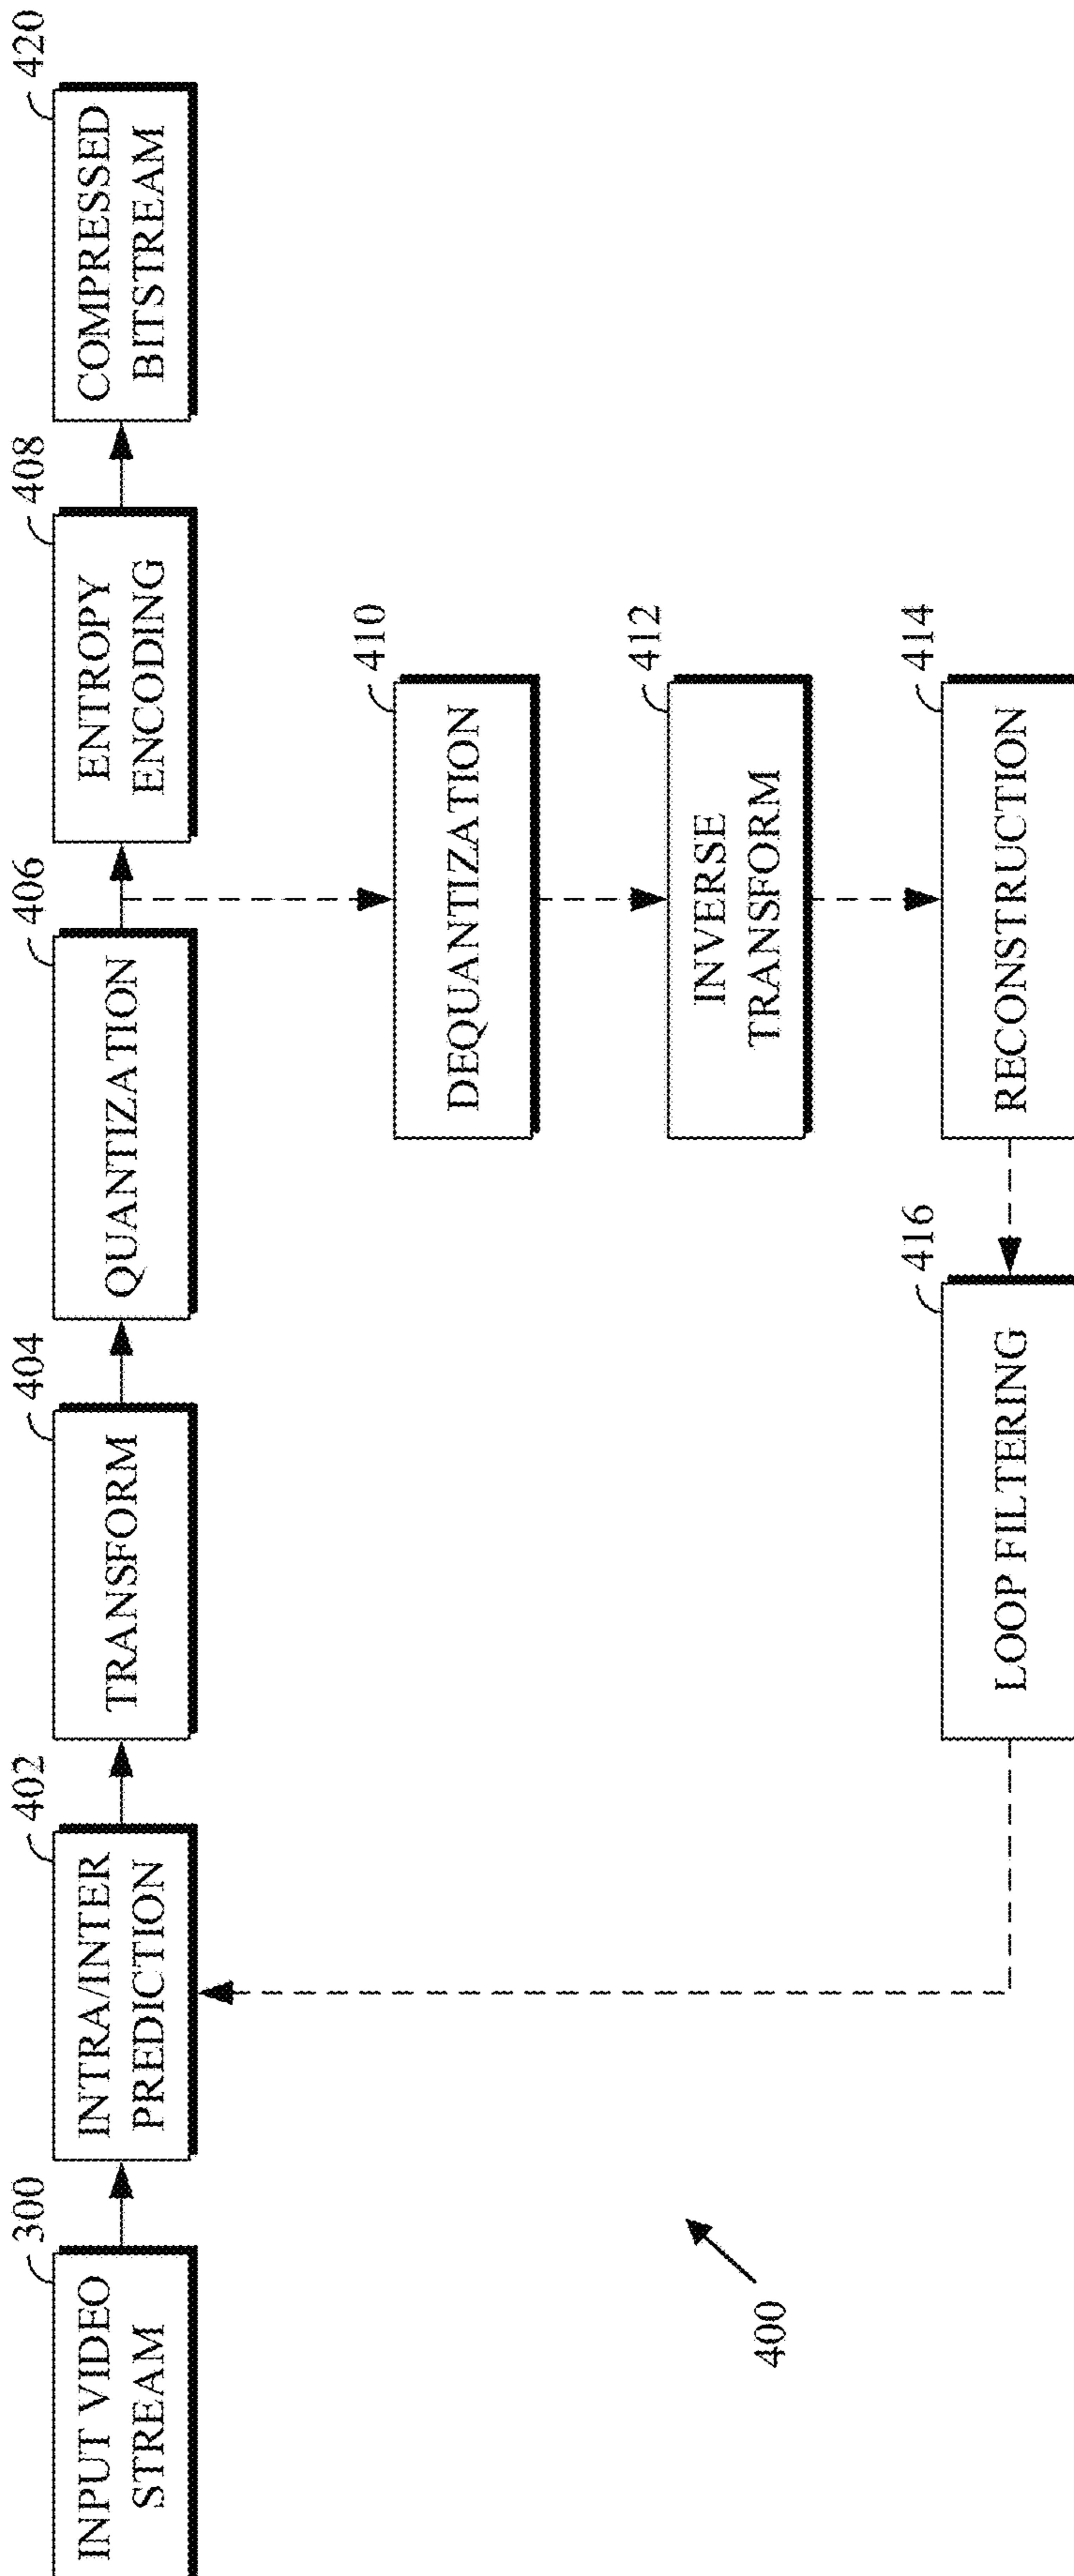 300
INPUT VIDEO
STREAM
402
INTRA/INTER
PREDICTION
404
TRANSFORM
406
QUANTIZATION
408
ENTROPY
ENCODING
420
COMPRESSED
BITSTREAM
410
DEQUANTIZATION
412
INVERSE
TRANSFORM
414
RECONSTRUCTION
416
LOOP FILTERING
400